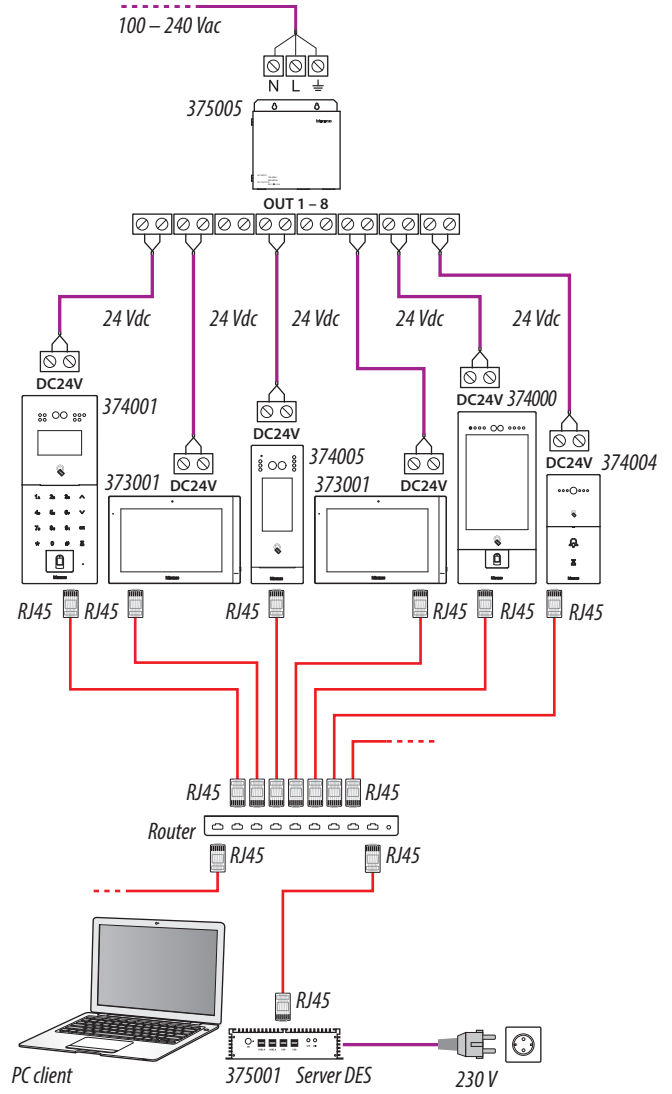 100 – 240 Vac
N L
375005
OUT 1 – 8
24 Vdc 24 Vdc 24 Vdc 24 Vdc 24 Vdc
DC24V
374001
DC24V 374000
DC24V
374005
DC24V 374004
373001 DC24V
373001 DC24V
RJ45 RJ45 RJ45 RJ45 RJ45 RJ45
RJ45 RJ45
Router
RJ45 RJ45
RJ45
PC client 375001 Server DES 230 V